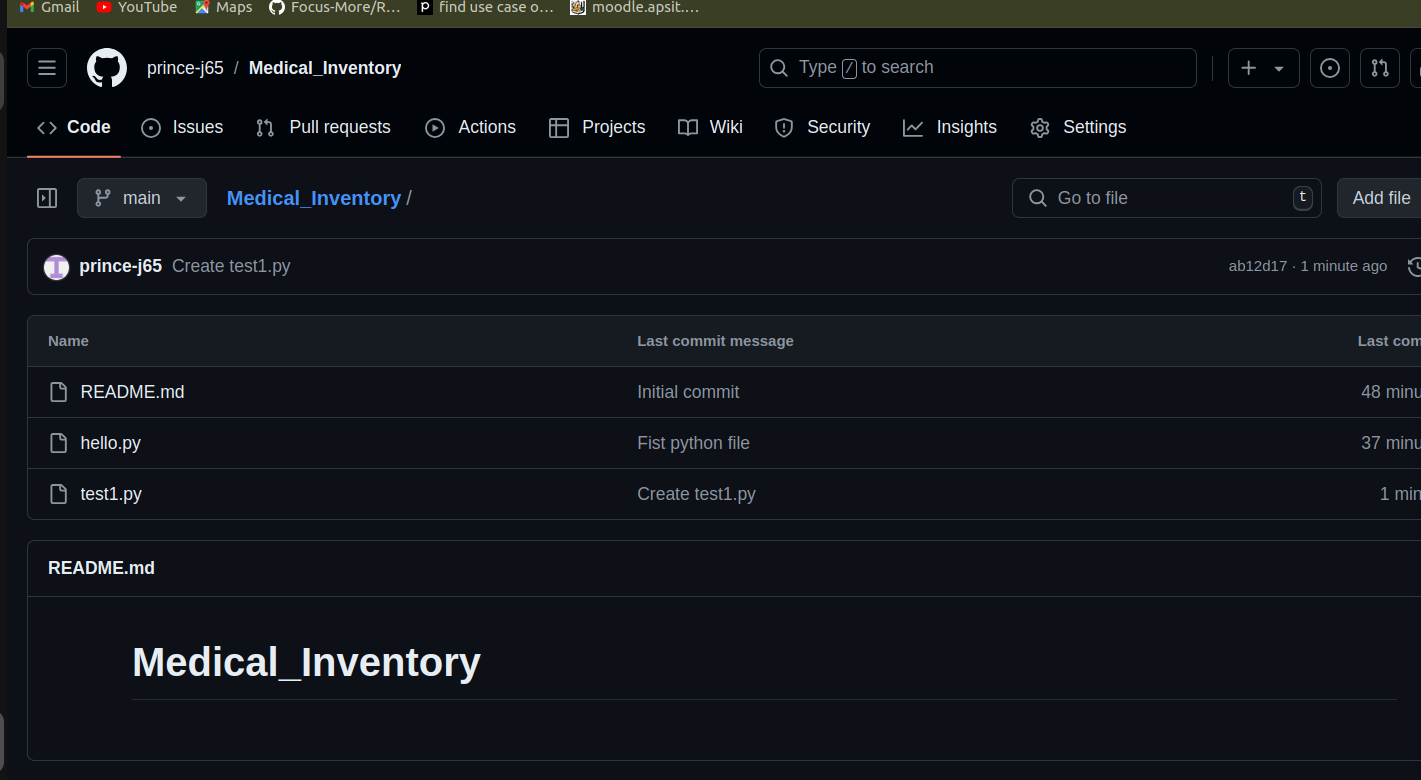 Gmail YouTube Maps Focus-More/R... p find use case o... moodle.apsit....
prince-j65 / Medical_Inventory Type / to search
Code Issues Pull requests Actions Projects Wiki Security Insights Settings
main Medical_Inventory / Go to file t Add file
prince-j65 Create test1.py ab12d17 · 1 minute ago
Name Last commit message Last com
README.md Initial commit 48 minu
hello.py Fist python file 37 minu
test1.py Create test1.py 1 min
README.md
Medical_Inventory